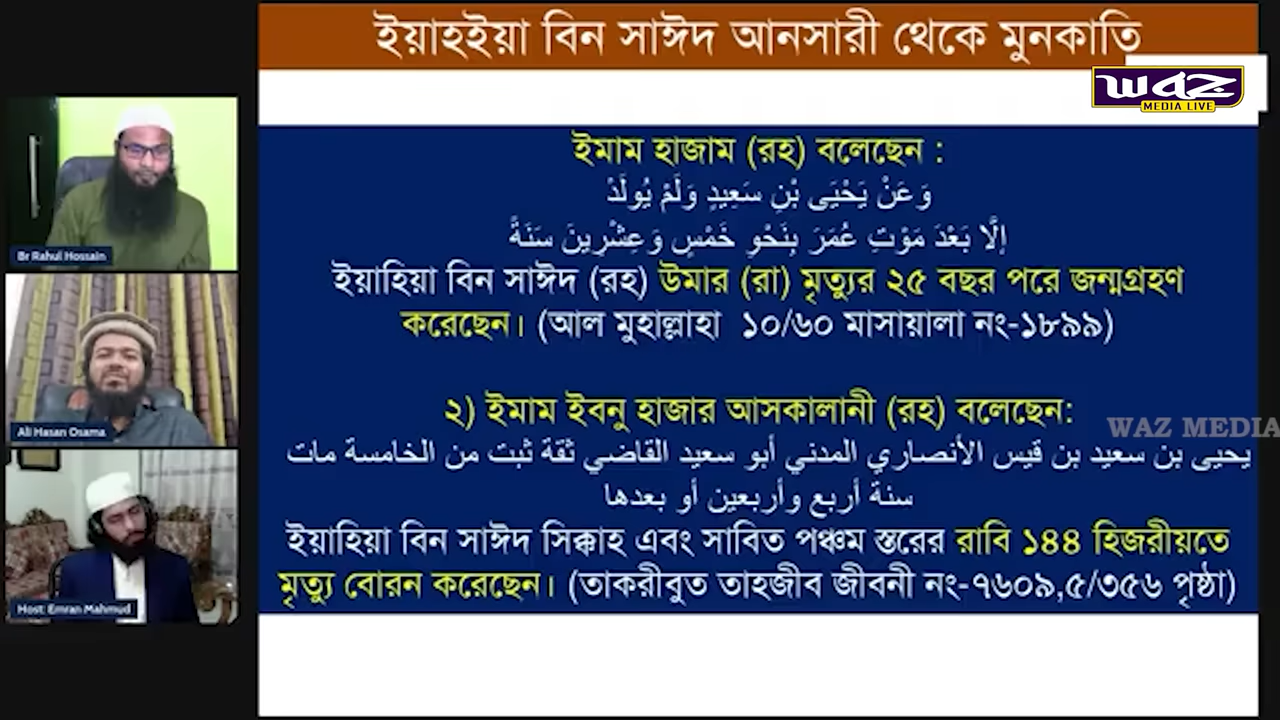 ইয়াহইয়া বিন সাঈদ আনসারী থেকে মুনকাতি
waz
MEDIA LIVE
ইমাম হাজাম (রহ) বলেছেন :
وَعَنْ يَحْيَى بْنِ سَعِيدٍ وَلَمْ يُولَدْ
إلَّا بَعْدَ مَوْتِ عُمَرَ بِنَحْوِ خَمْسٍ وَعِشْرِينَ سَنَةً
ইয়াহিয়া বিন সাঈদ (রহ) উমার (রা) মৃত্যুর ২৫ বছর পরে জন্মগ্রহণ
করেছেন। (আল মুহাল্লাহা ১০/৬০ মাসায়ালা নং-১৮৯৯)
২) ইমাম ইবনু হাজার আসকালানী (রহ) বলেছেন:
WAZ MEDIA
يحيى بن سعيد بن قيس الأنصاري المدني أبو سعيد القاضي ثقة ثبت من الخامسة مات
سنة أربع وأربعين أو بعدها
ইয়াহিয়া বিন সাঈদ সিক্কাহ এবং সাবিত পঞ্চম স্তরের রাবি ১৪৪ হিজরীয়তে
মৃত্যু বোরন করেছেন। (তাকরীবুত তাহজীব জীবনী নং-৭৬০৯,৫/৩৫৬ পৃষ্ঠা)
Br Rahul Hossain
Ali Hasan Osama
Host: Emran Mahmud